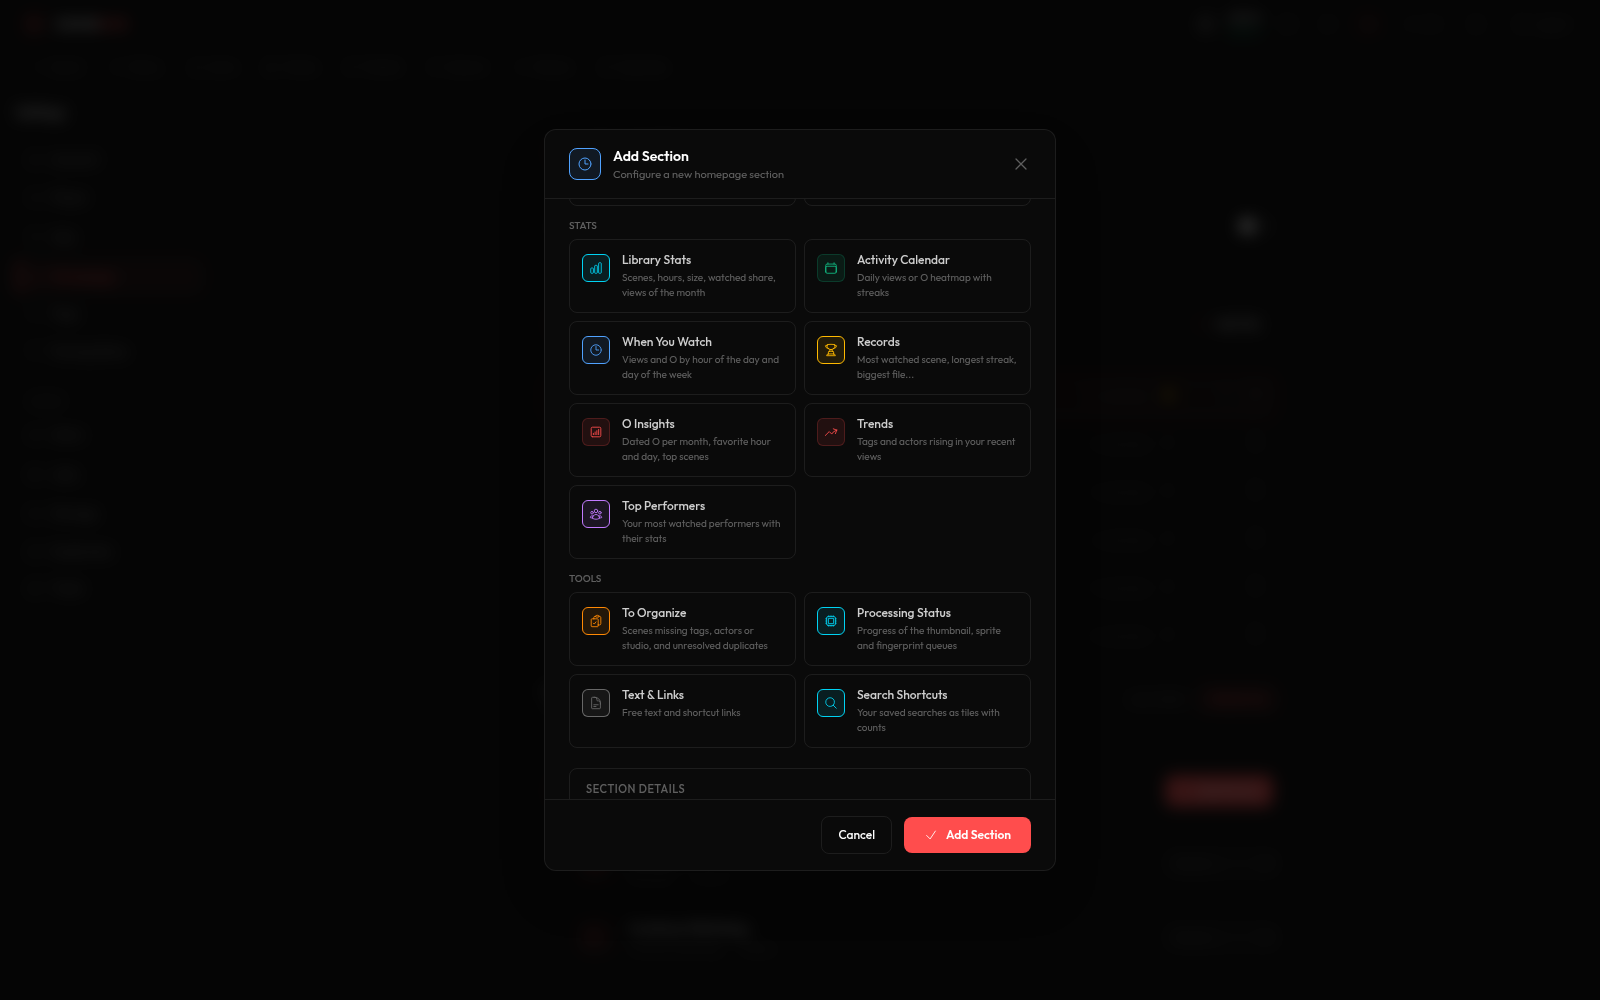 Add Section
Configure a new homepage section
STATS
Library Stats
Scenes, hours, size, watched share,
views of the month
Activity Calendar
Daily views or O heatmap with
streaks
When You Watch
Views and O by hour of the day and
day of the week
Records
Most watched scene, longest streak,
biggest file...
O Insights
Dated O per month, favorite hour
and day, top scenes
Trends
Tags and actors rising in your recent
views
Top Performers
Your most watched performers with
their stats
TOOLS
To Organize
Scenes missing tags, actors or
studio, and unresolved duplicates
Processing Status
Progress of the thumbnail, sprite
and fingerprint queues
Text & Links
Free text and shortcut links
Search Shortcuts
Your saved searches as tiles with
counts
SECTION DETAILS
Cancel
Add Section